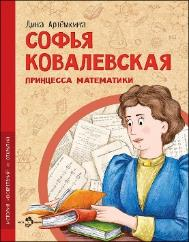 Дина Артёмкина
СОФЬЯ
КОВАЛЕВСКАЯ
ПРИНЦЕССА МАТЕМАТИКИ